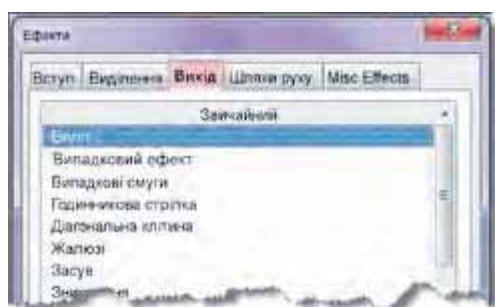 Ефекти
Вступ Виділення Вихід Шляхи руху Misc Effects
Звичайний
Виліт
Випадковий ефект
Випадкові смуги
Годинникова стрілка
Діагональна клітина
Жалюзі
Засув